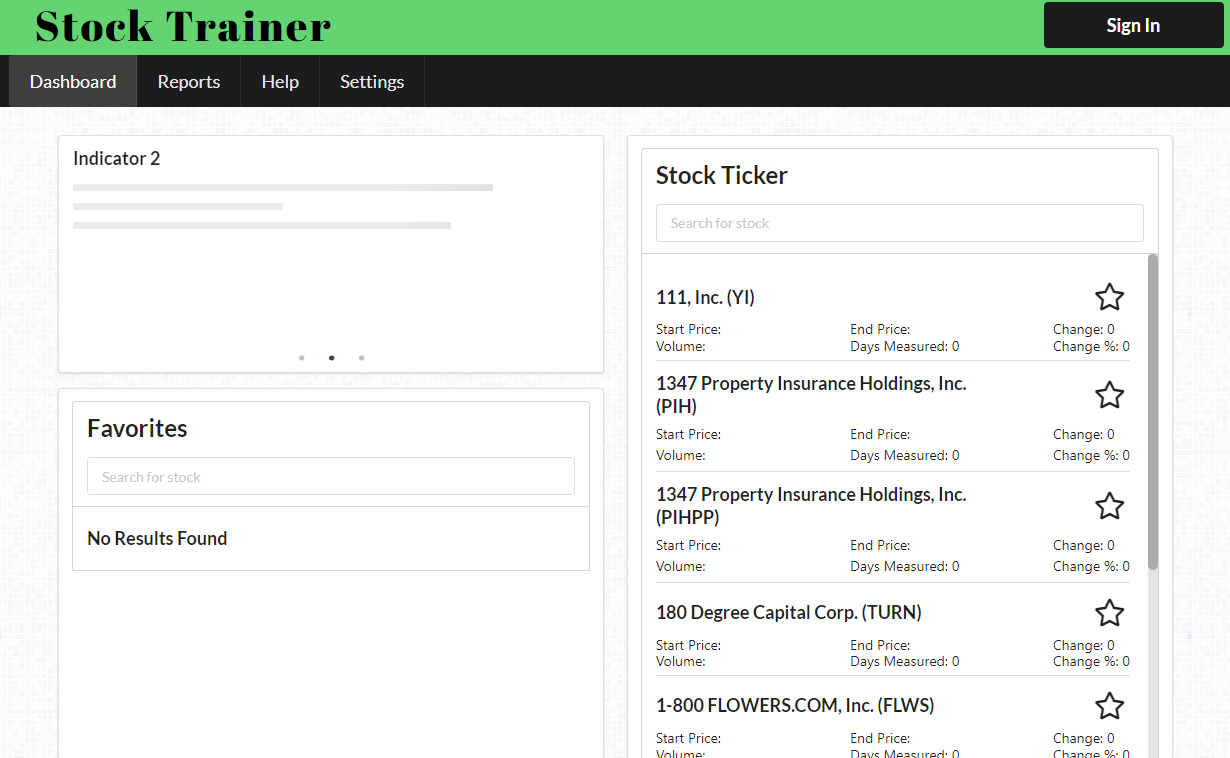 Stock Trainer
Sign In
Dashboard Reports Help Settings
Indicator 2
Favorites
Search for stock
No Results Found
Stock Ticker
Search for stock
111, Inc. (YI)
Start Price: End Price: Change: 0
Volume: Days Measured: 0 Change %: 0
1347 Property Insurance Holdings, Inc.
(PIH)
Start Price: End Price: Change: 0
Volume: Days Measured: 0 Change %: 0
1347 Property Insurance Holdings, Inc.
(PIHPP)
Start Price: End Price: Change: 0
Volume: Days Measured: 0 Change %: 0
180 Degree Capital Corp. (TURN)
Start Price: End Price: Change: 0
Volume: Days Measured: 0 Change %: 0
1-800 FLOWERS.COM, Inc. (FLWS)
Start Price: End Price: Change: 0
Volume: Days Measured: 0 Change %: 0